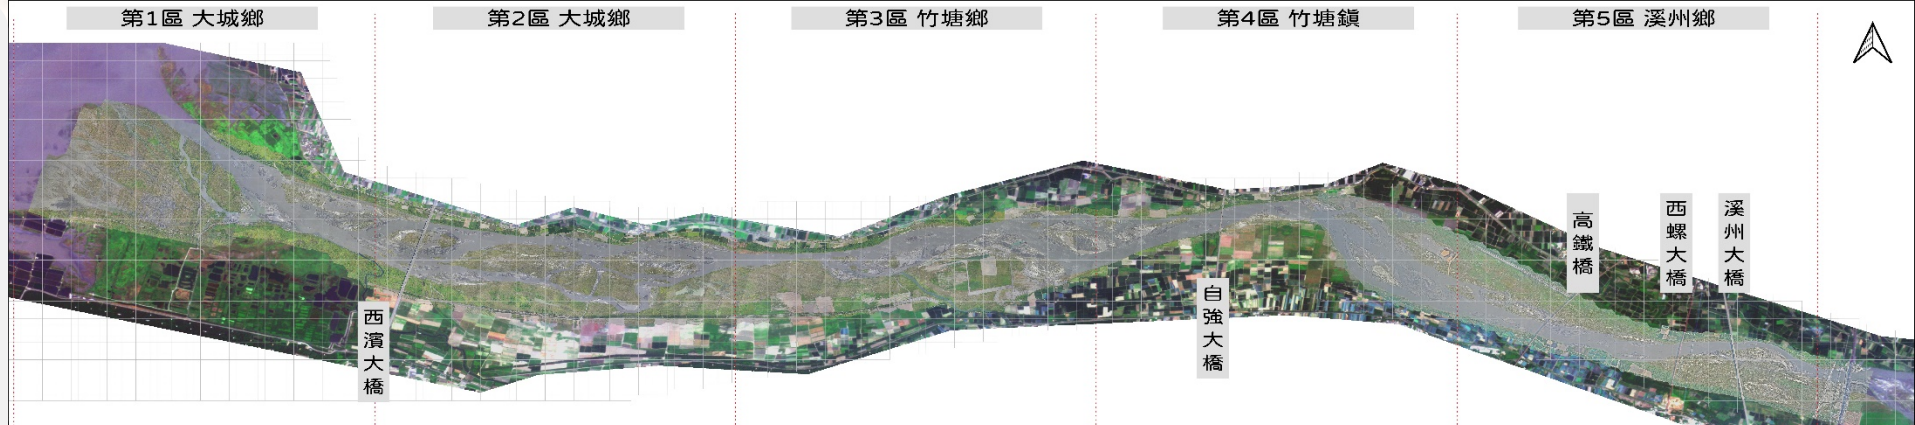 第1區 大城鄉
第2區 大城鄉
第3區 竹塘鄉
第4區 竹塘鎮
第5區 溪州鄉
西濱大橋
自強大橋
高鐵橋
西螺大橋
溪州大橋